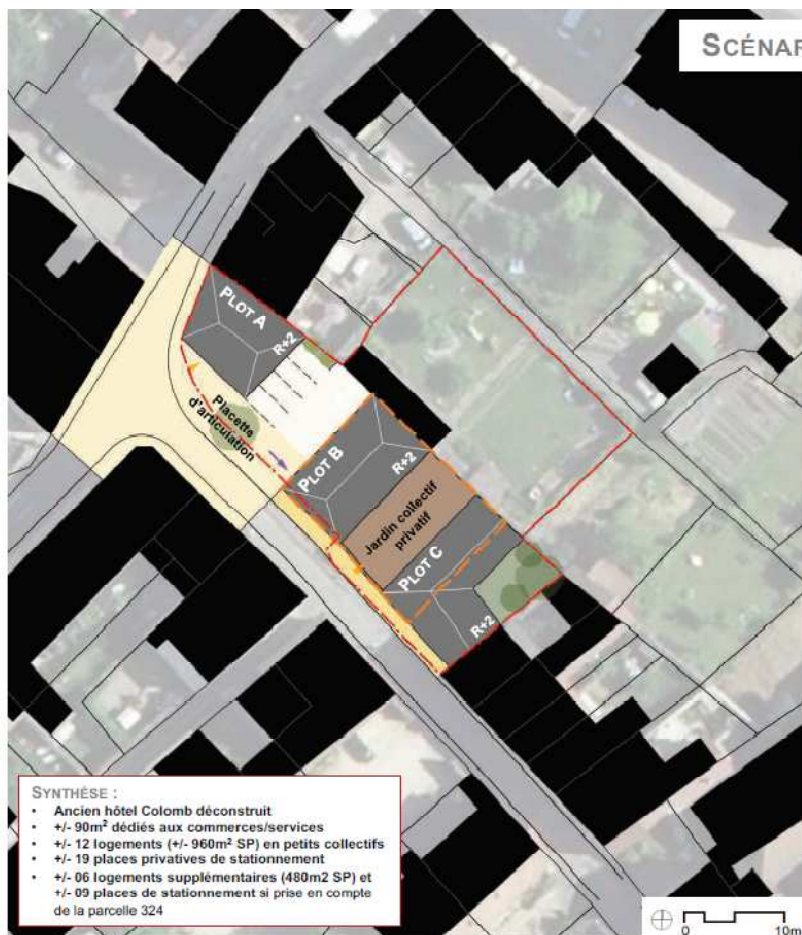 SCÉNAR
PLOT A
R+2
Placette
d'articulation
PLOT B
R+2
Jardin collectif
privatif
PLOT C
R+2
SYNTHÈSE :
• Ancien hôtel Colomb déconstruit
• +/- 90m² dédiés aux commerces/services
• +/- 12 logements (+/- 960m² SP) en petits collectifs
• +/- 19 places privatives de stationnement
• +/- 06 logements supplémentaires (480m2 SP) et
+/- 09 places de stationnement si prise en compte
de la parcelle 324
0 10m